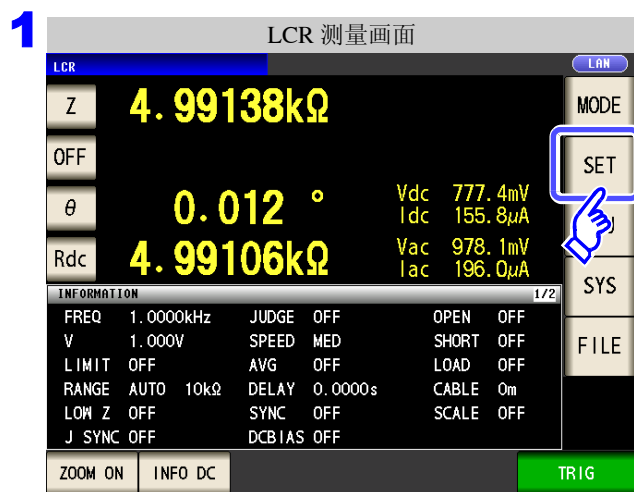 1
LCR 测量画面
LCR
LAN
Z 4.99138kΩ
MODE
OFF
SET
θ 0.012 °
Vdc 777.4mV
Idc 155.8μA
Rdc 4.99106kΩ
Vac 978.1mV
Iac 196.0μA
SYS
INFORMATION 1/2
FREQ 1.0000kHz JUDGE OFF OPEN OFF
V 1.000V SPEED MED SHORT OFF
FILE
LIMIT OFF AVG OFF LOAD OFF
RANGE AUTO 10kΩ DELAY 0.0000s CABLE 0m
LOW Z OFF SYNC OFF SCALE OFF
J SYNC OFF DCBIAS OFF
ZOOM ON INFO DC TRIG